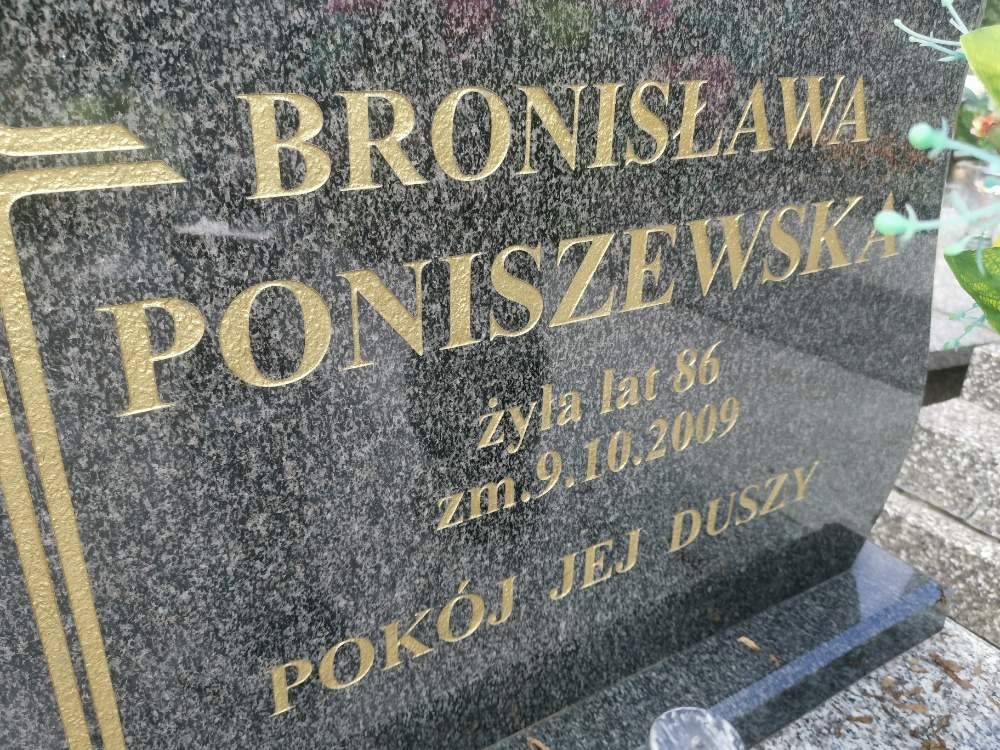 BRONISŁAWA
PONISZEWSKA
żyła lat 86
zm.9.10.2009
POKÓJ JEJ DUSZY